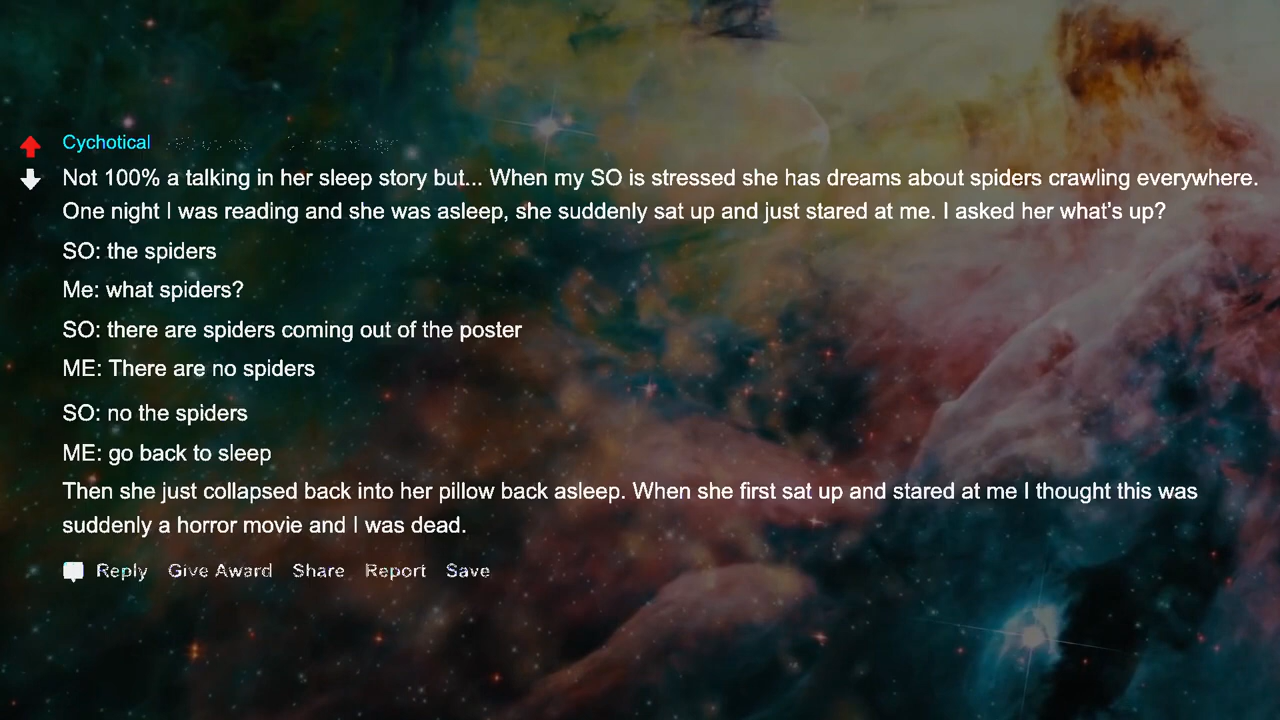 Cychotical
Not 100% a talking in her sleep story but... When my SO is stressed she has dreams about spiders crawling everywhere.
One night I was reading and she was asleep, she suddenly sat up and just stared at me. I asked her what's up?
SO: the spiders
Me: what spiders?
SO: there are spiders coming out of the poster
ME: There are no spiders
SO: no the spiders
ME: go back to sleep
Then she just collapsed back into her pillow back asleep. When she first sat up and stared at me I thought this was
suddenly a horror movie and I was dead.
Reply Give Award Share Report Save